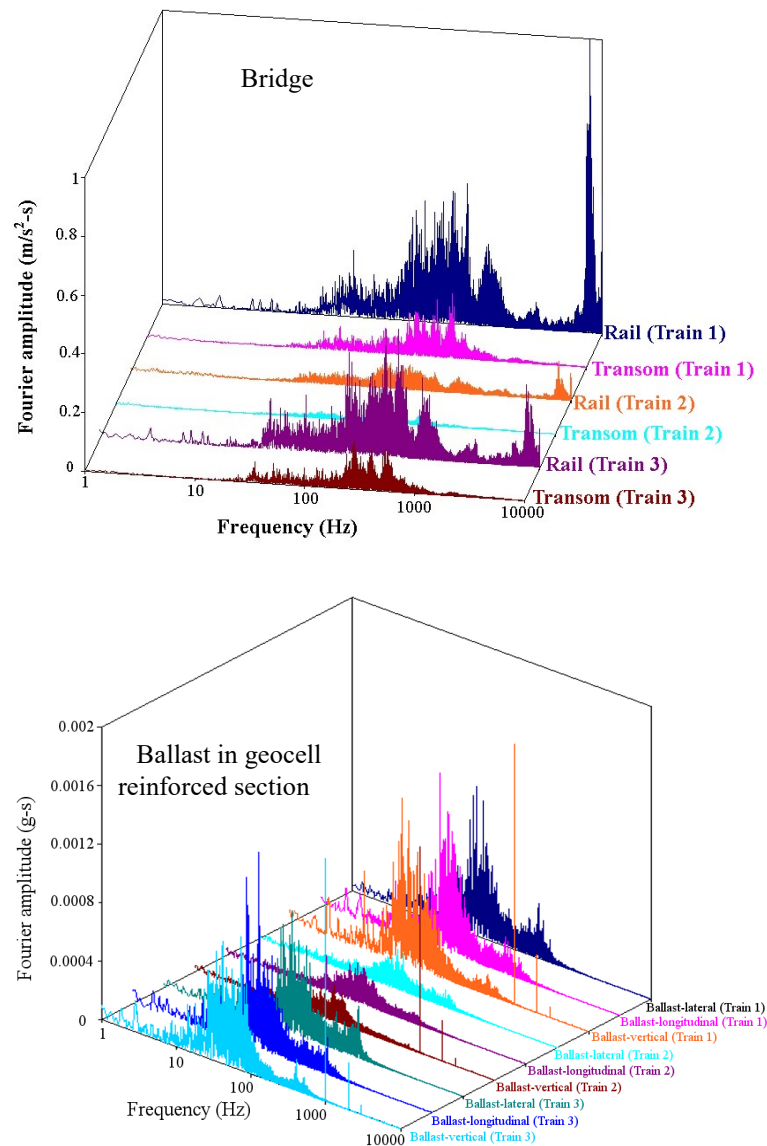 Bridge
Fourier amplitude (m/s²-s)
1
0.8
0.6
0.4
0.2
0
1
10
100
1000
10000
Frequency (Hz)
Rail (Train 1)
Transom (Train 1)
Rail (Train 2)
Transom (Train 2)
Rail (Train 3)
Transom (Train 3)
Ballast in geocell
reinforced section
Fourier amplitude (g-s)
0.002
0.0016
0.0012
0.0008
0.0004
0
1
10
100
1000
10000
Frequency (Hz)
Ballast-lateral (Train 1)
Ballast-longitudinal (Train 1)
Ballast-vertical (Train 1)
Ballast-lateral (Train 2)
Ballast-longitudinal (Train 2)
Ballast-vertical (Train 2)
Ballast-lateral (Train 3)
Ballast-longitudinal (Train 3)
Ballast-vertical (Train 3)